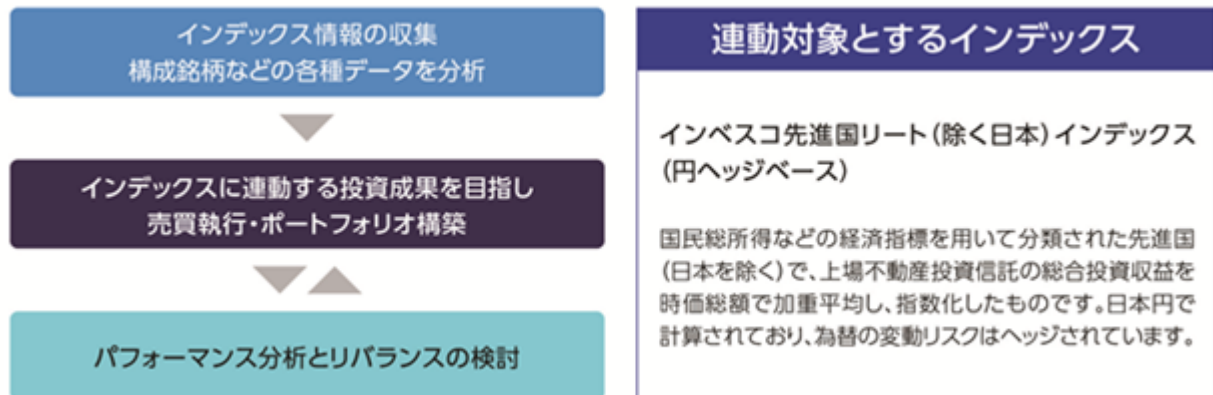 インデックス情報の収集
構成銘柄などの各種データを分析
インデックスに連動する投資成果を目指し
売買執行・ポートフォリオ構築
パフォーマンス分析とリバランスの検討
連動対象とするインデックス
インベスコ先進国リート(除く日本)インデックス
(円ヘッジベース)
国民総所得などの経済指標を用いて分類された先進国
(日本を除く)で、上場不動産投資信託の総合投資収益を
時価総額で加重平均し、指数化したものです。日本円で
計算されており、為替の変動リスクはヘッジされています。